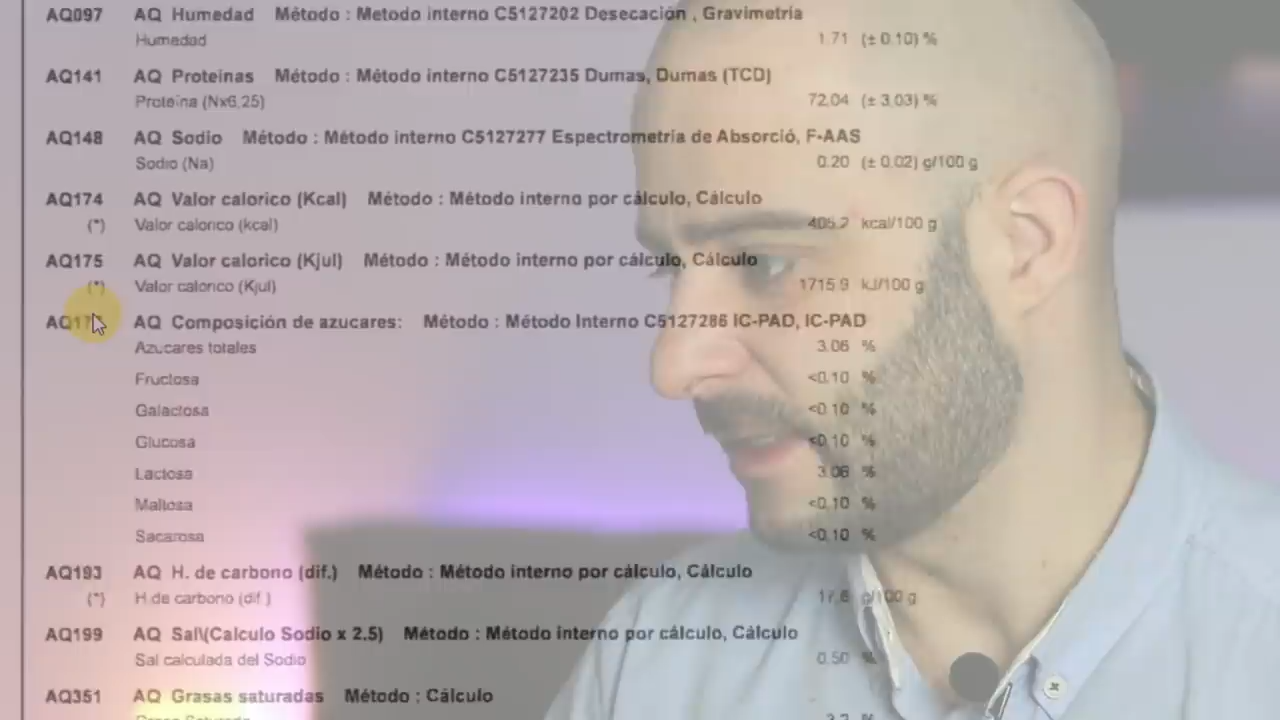 AQ097 AQ Humedad Método : Metodo interno C5127202 Desecación , Gravimetría
Humedad 1.71 (± 0.10) %
AQ141 AQ Proteinas Método : Método interno C5127235 Dumas, Dumas (TCD)
Proteína (Nx6,25) 72,04 (± 3,03) %
AQ148 AQ Sodio Método : Método interno C5127277 Espectrometria de Absorció, F-AAS
Sodio (Na) 0.20 (± 0.02) g/100 g
AQ174 AQ Valor calorico (Kcal) Método : Método interno por cálculo, Cálculo
(*) Valor calorico (kcal) 405.2 kcal/100 g
AQ175 AQ Valor calorico (Kjul) Método : Método interno por cálculo, Cálculo
(*) Valor calorico (Kjul) 1715.9 kJ/100 g
AQ Composición de azucares: Método : Método Interno C5127286 IC-PAD, IC-PAD
Azucares totales 3.06 %
Fructosa <0.10 %
Galactosa <0.10 %
Glucosa <0.10 %
Lactosa 3.06 %
Maltosa <0.10 %
Sacarosa <0.10 %
AQ193 AQ H. de carbono (dif.) Método : Método interno por cálculo, Cálculo
(*) H.de carbono (dif.) 17,6 g/100 g
AQ199 AQ Sal\(Calculo Sodio x 2.5) Método : Método interno por cálculo, Cálculo
Sal calculada del Sodio 0.50 %
AQ351 AQ Grasas saturadas Método : Cálculo